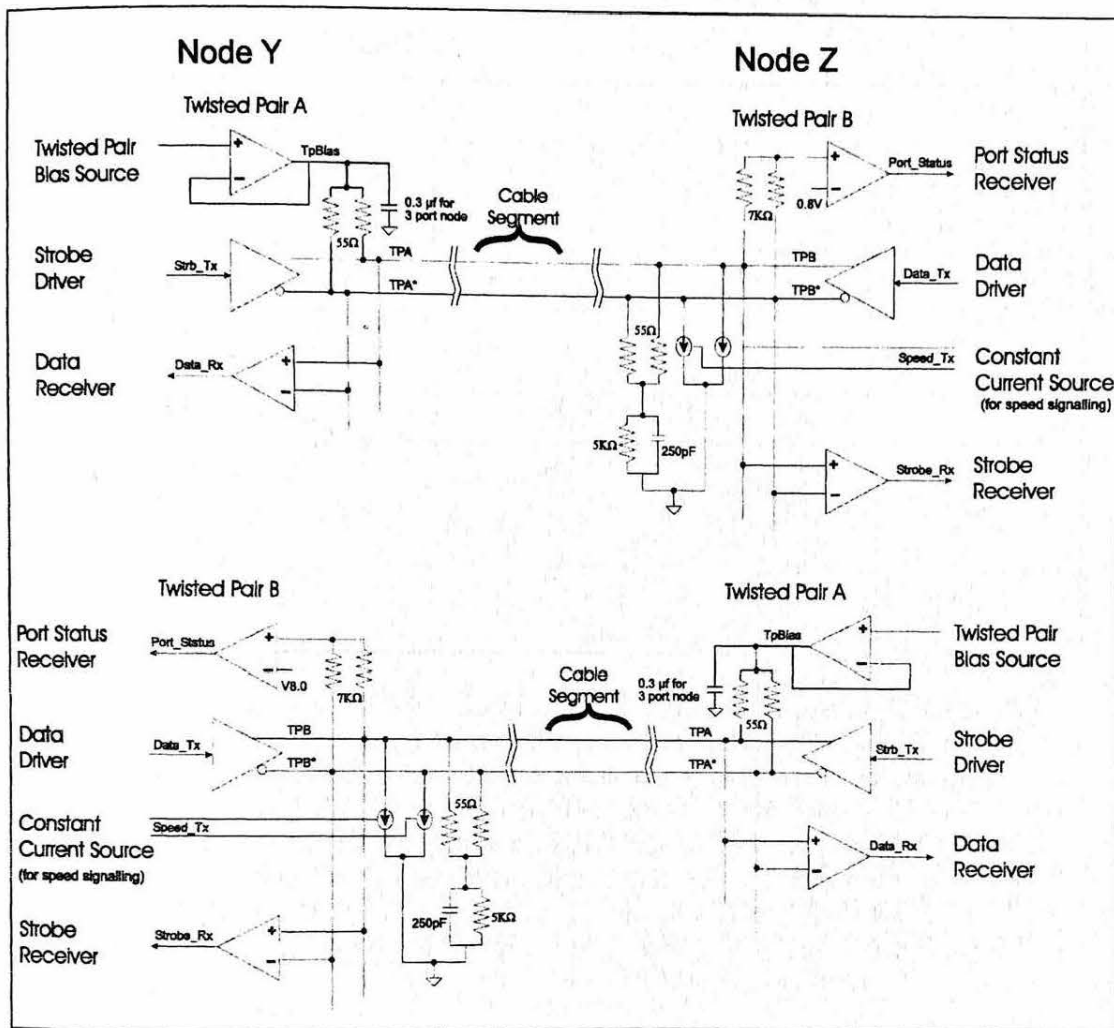 Node Y
Node Z
Twisted Pair A
Twisted Pair B
Twisted Pair
Bias Source
+
−
TpBias
0.3 µf for
3 port node
55Ω
Cable
Segment
+
−
0.8V
7KΩ
Port_Status
Port Status
Receiver
Strobe
Driver
Strb_Tx
TPA
TPA*
TPB
TPB*
Data_Tx
Data
Driver
Data
Receiver
Data_Rx
+
−
55Ω
Speed_Tx
Constant
Current Source
(for speed signalling)
5KΩ
250pF
+
−
Strobe_Rx
Strobe
Receiver
Twisted Pair B
Twisted Pair A
Port Status
Receiver
Port_Status
+
−
V8.0
7KΩ
Cable
Segment
0.3 µf for
3 port node
TpBias
55Ω
+
−
Twisted Pair
Bias Source
Data
Driver
Data_Tx
TPB
TPB*
TPA
TPA*
Strb_Tx
Strobe
Driver
Constant
Current Source
(for speed signalling)
Speed_Tx
55Ω
+
−
Data_Rx
Data
Receiver
250pF
5KΩ
Strobe
Receiver
Strobe_Rx
+
−